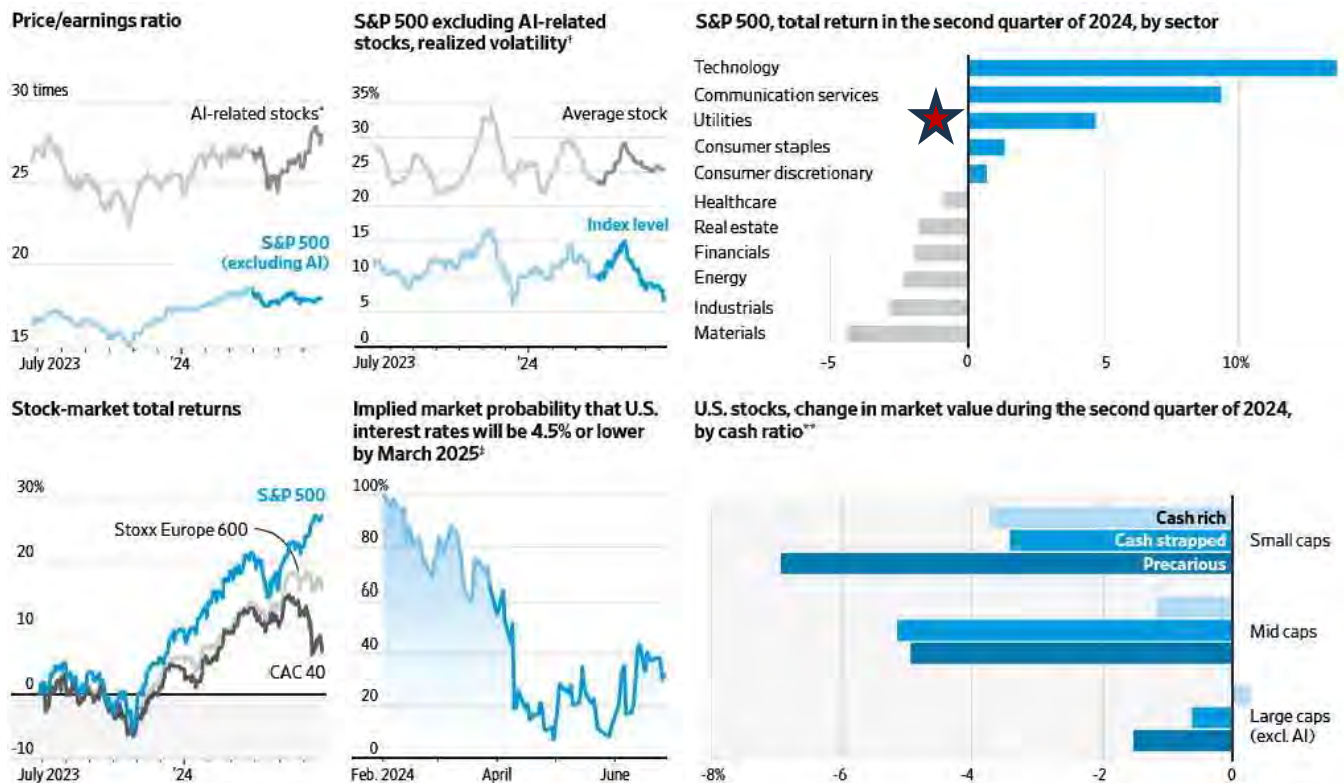 Price/earnings ratio
30 times
AI-related stocks*
25
20
S&P 500
(excluding AI)
15
July 2023
'24
S&P 500 excluding AI-related
stocks, realized volatility†
35%
Average stock
30
25
20
Index level
15
10
5
0
July 2023
'24
S&P 500, total return in the second quarter of 2024, by sector
Technology
Communication services
Utilities
Consumer staples
Consumer discretionary
Healthcare
Real estate
Financials
Energy
Industrials
Materials
-5
0
5
10%
Stock-market total returns
30%
S&P 500
Stoxx Europe 600
20
10
CAC 40
0
-10
July 2023
'24
Implied market probability that U.S.
interest rates will be 4.5% or lower
by March 2025‡
100%
80
60
40
20
0
Feb. 2024
April
June
U.S. stocks, change in market value during the second quarter of 2024,
by cash ratio**
Cash rich
Cash strapped
Precarious
Small caps
Mid caps
Large caps
(excl. AI)
-8%
-6
-4
-2
0